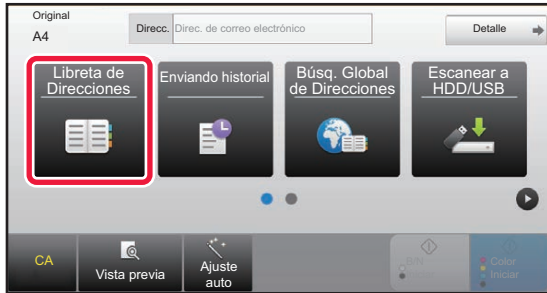 Original
A4
Direcc.
Direc. de correo electrónico
Detalle
Libreta de
Direcciones
Enviando historial
Búsq. Global
de Direcciones
Escanear a
HDD/USB
CA
Vista previa
Ajuste
auto
B/N
Color
Iniciar